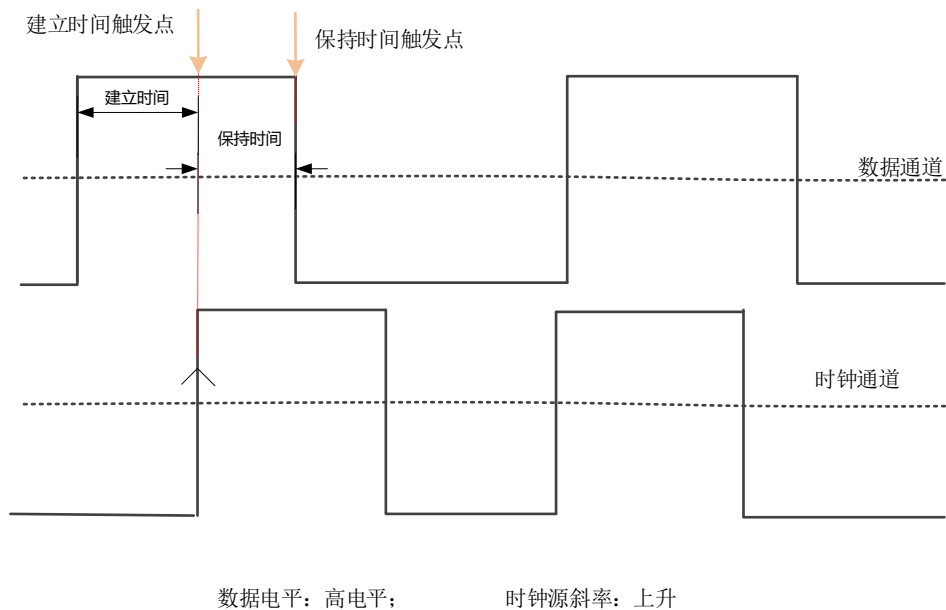 建立时间触发点
保持时间触发点
建立时间
保持时间
数据通道
时钟通道
数据电平：高电平； 时钟源斜率：上升